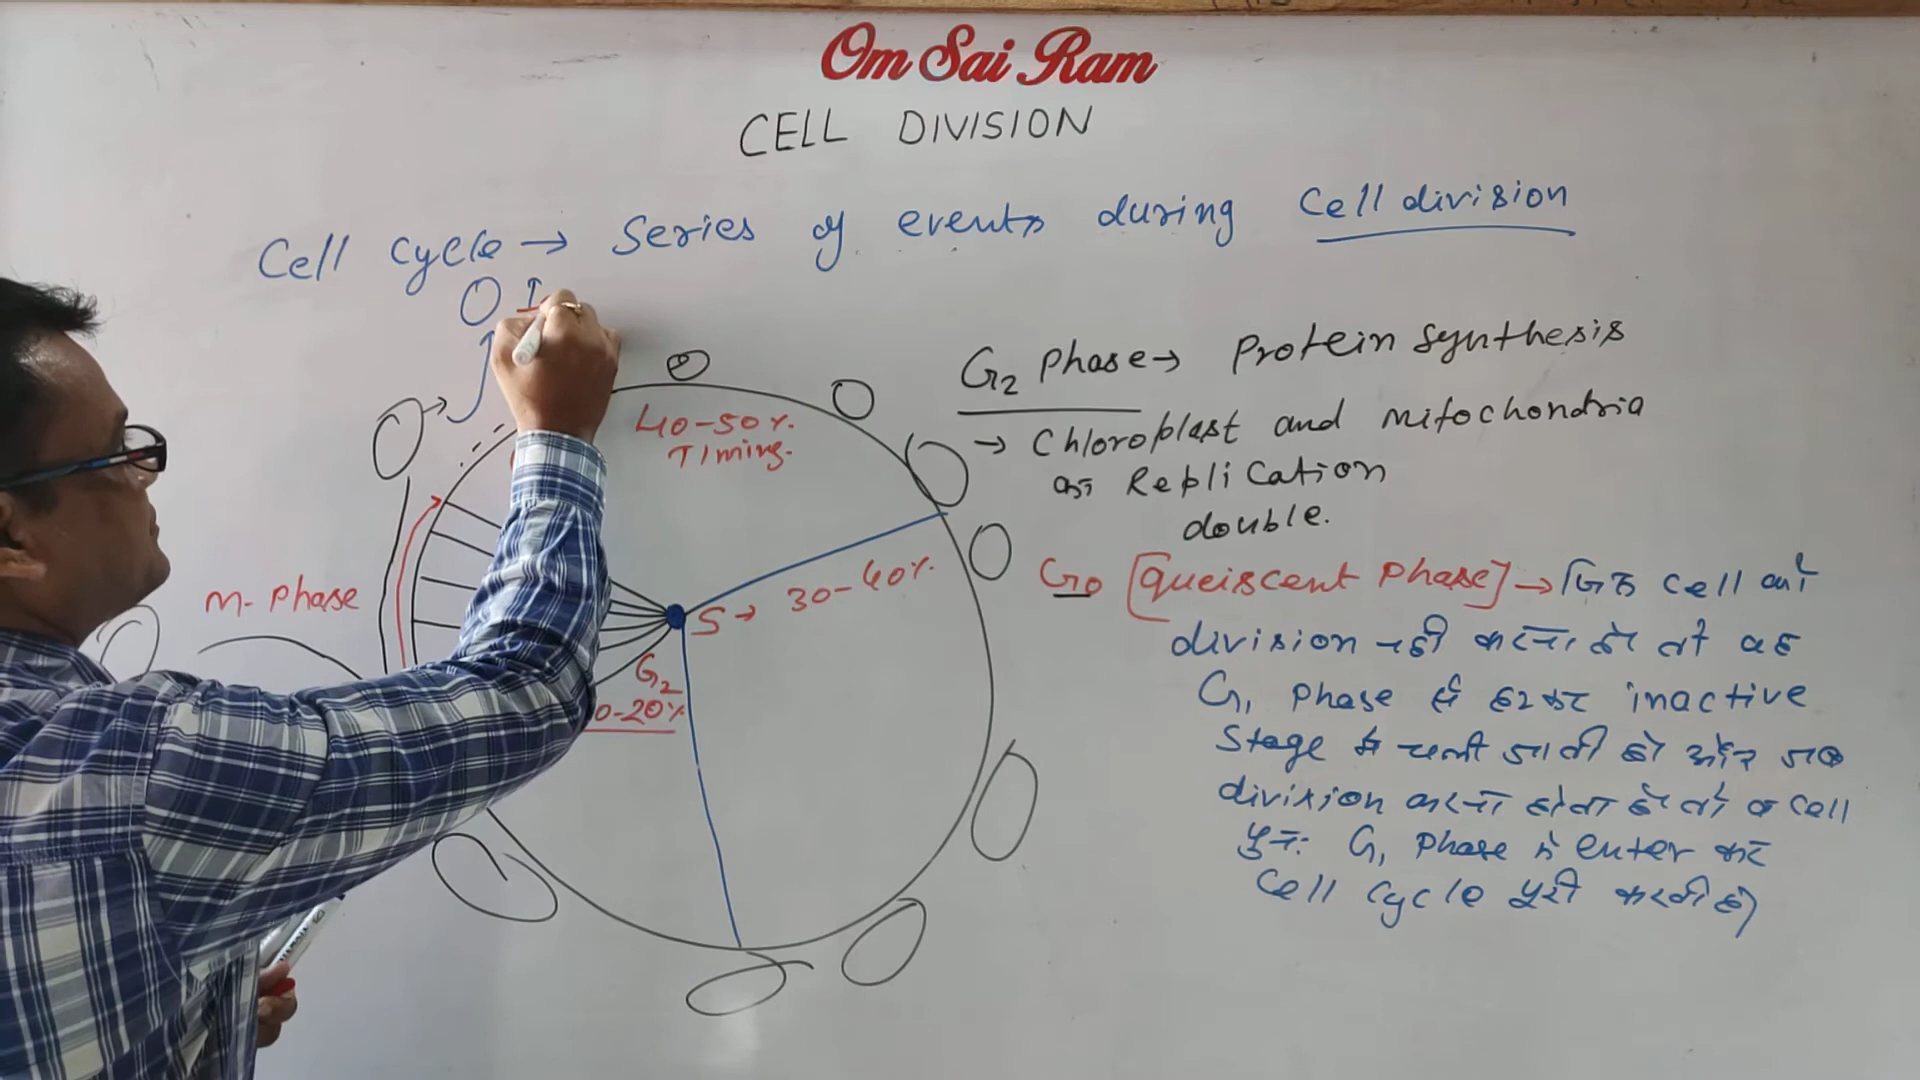 Om Sai Ram
CELL DIVISION
Cell cycle → Series of events during Cell division
I
40-50%.
Timing.
M-Phase
S → 30-40%.
G₂
0-20%
G₂ Phase → Protein synthesis
→ Chloroplast and mitochondria
का Replication
double.
G₀ [Queiscent Phase] → जिस cell को
division नही करना हो तो वह
G₁ Phase से हटकर inactive
Stage में चली जाती है और जब
division करना होता है तो व cell
पुनः G₁ Phase में enter कर
Cell Cycle पुरी करती है